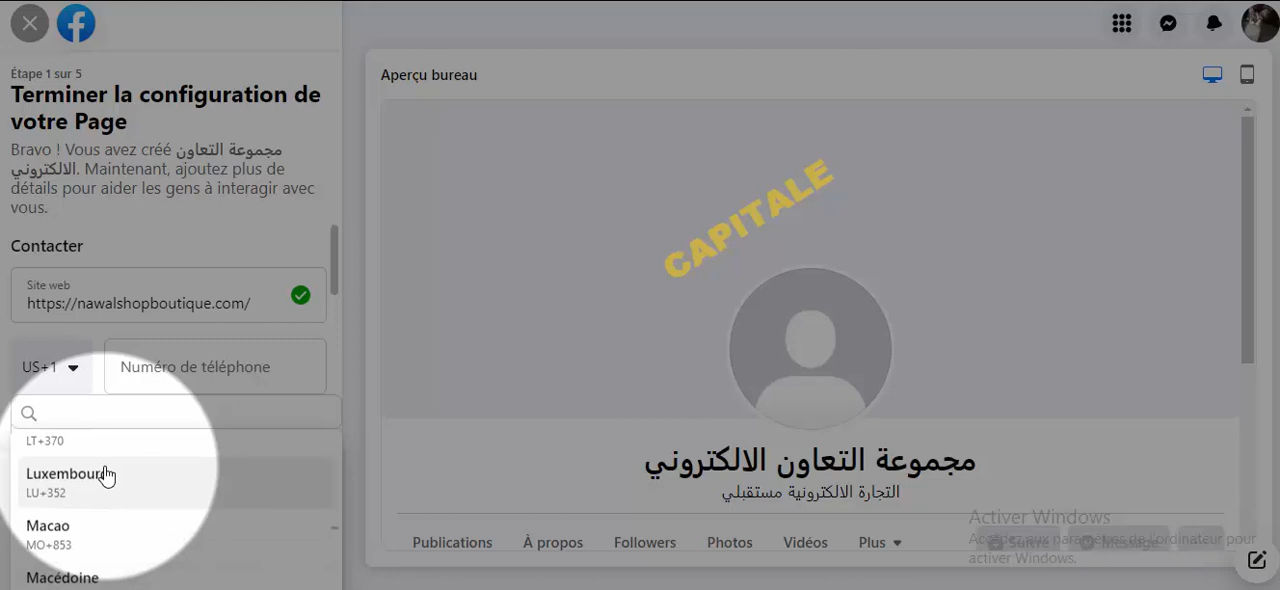 Étape 1 sur 5
Terminer la configuration de
votre Page
Bravo ! Vous avez créé مجموعة التعاون
الالكتروني. Maintenant, ajoutez plus de
détails pour aider les gens à interagir avec
vous.
Contacter
Site web
https://nawalshopboutique.com/
US+1
Numéro de téléphone
LT+370
Luxembourg
LU+352
Macao
MO+853
Macédoine
Aperçu bureau
CAPITALE
مجموعة التعاون الالكتروني
التجارة الالكترونية مستقبلي
Publications
À propos
Followers
Photos
Vidéos
Plus
Suivre
Message
Activer Windows
Accédez aux paramètres de l'ordinateur pour
activer Windows.